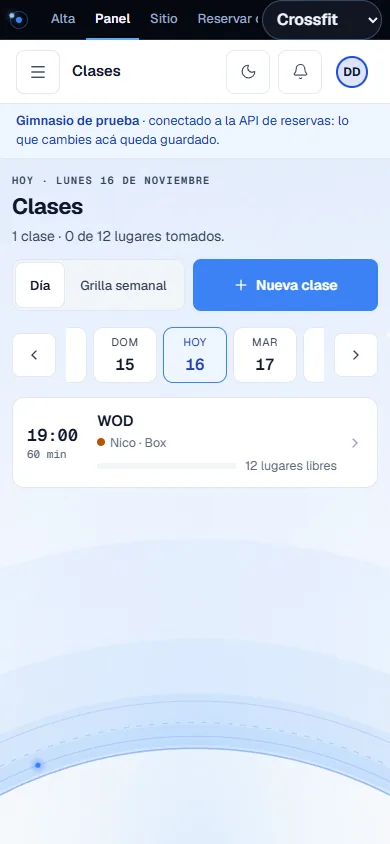 Alta Panel Sitio Reservar Crossfit
Clases DD
Gimnasio de prueba · conectado a la API de reservas: lo
que cambies acá queda guardado.
HOY · LUNES 16 DE NOVIEMBRE
Clases
1 clase · 0 de 12 lugares tomados.
Día Grilla semanal + Nueva clase
DOM HOY MAR
15 16 17
WOD
19:00 Nico · Box
60 min 12 lugares libres